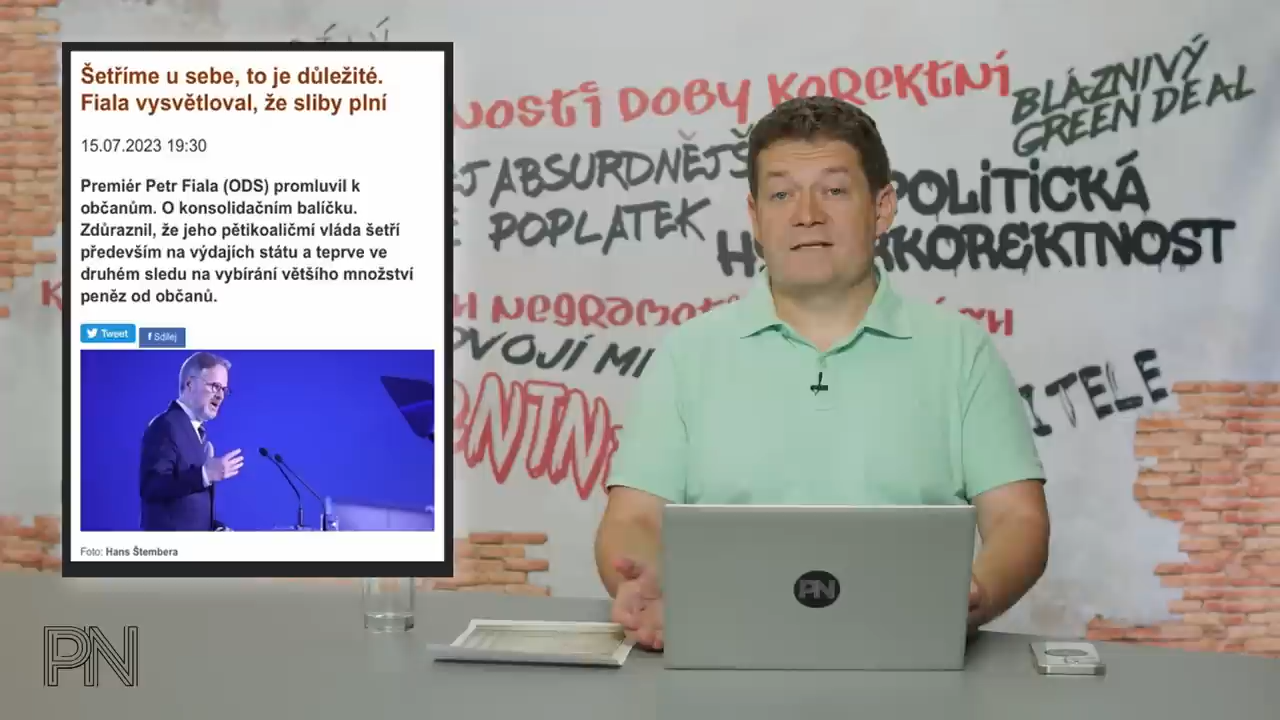 Šetříme u sebe, to je důležité.
Fiala vysvětloval, že sliby plní
15.07.2023 19:30
Premiér Petr Fiala (ODS) promluvil k
občanům. O konsolidačním balíčku.
Zdůraznil, že jeho pětikoaliční vláda šetří
především na výdajích státu a teprve ve
druhém sledu na vybírání většího množství
peněz od občanů.
Tweet
f Sdílej
Foto: Hans Štembera
DOBY KOREKTNÍ
BLÁZNIVÝ
GREEN DEAL
POPLATEK
POLITICKÁ
PN
PN